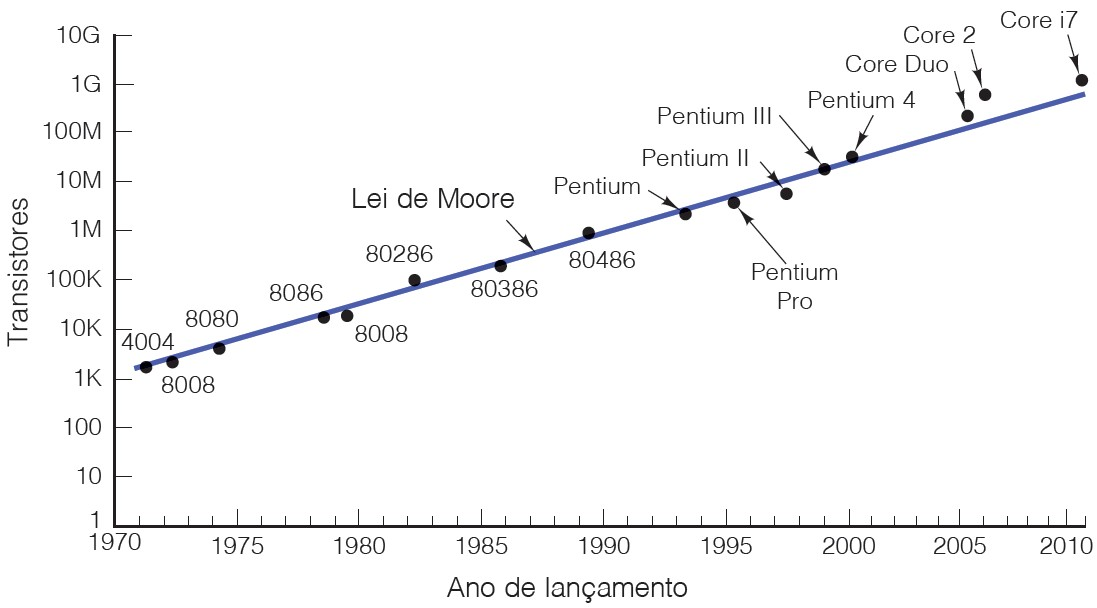 10G
1G
100M
10M
1M
100K
10K
1K
100
10
1
Transistores
Core i7
Core 2
Core Duo
Pentium 4
Pentium III
Pentium II
Pentium
Lei de Moore
80286
80486
Pentium
Pro
80386
8086
8080
8008
4004
8008
1970 1975 1980 1985 1990 1995 2000 2005 2010
Ano de lançamento